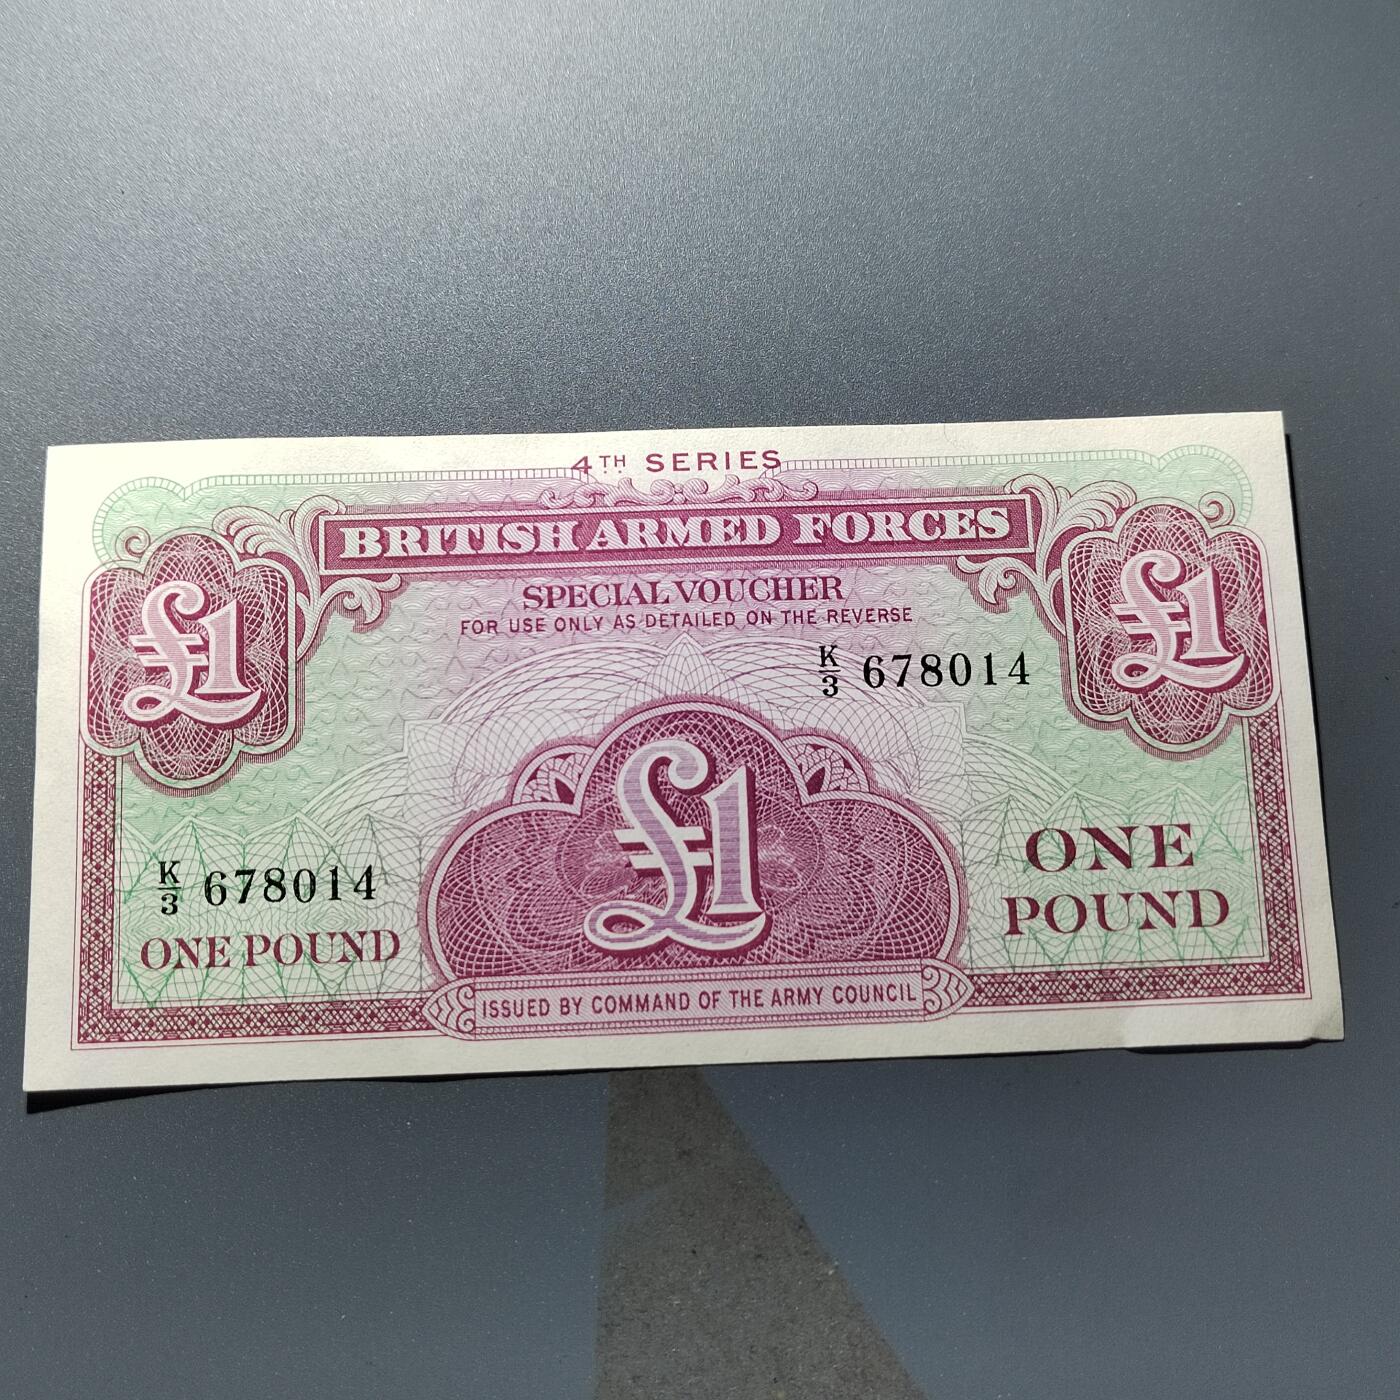 4TH SERIES
BRITISH ARMED FORCES
£1
£1
SPECIAL VOUCHER
FOR USE ONLY AS DETAILED ON THE REVERSE
K/3 678014
£1
K/3 678014
ONE POUND
ONE
POUND
ISSUED BY COMMAND OF THE ARMY COUNCIL